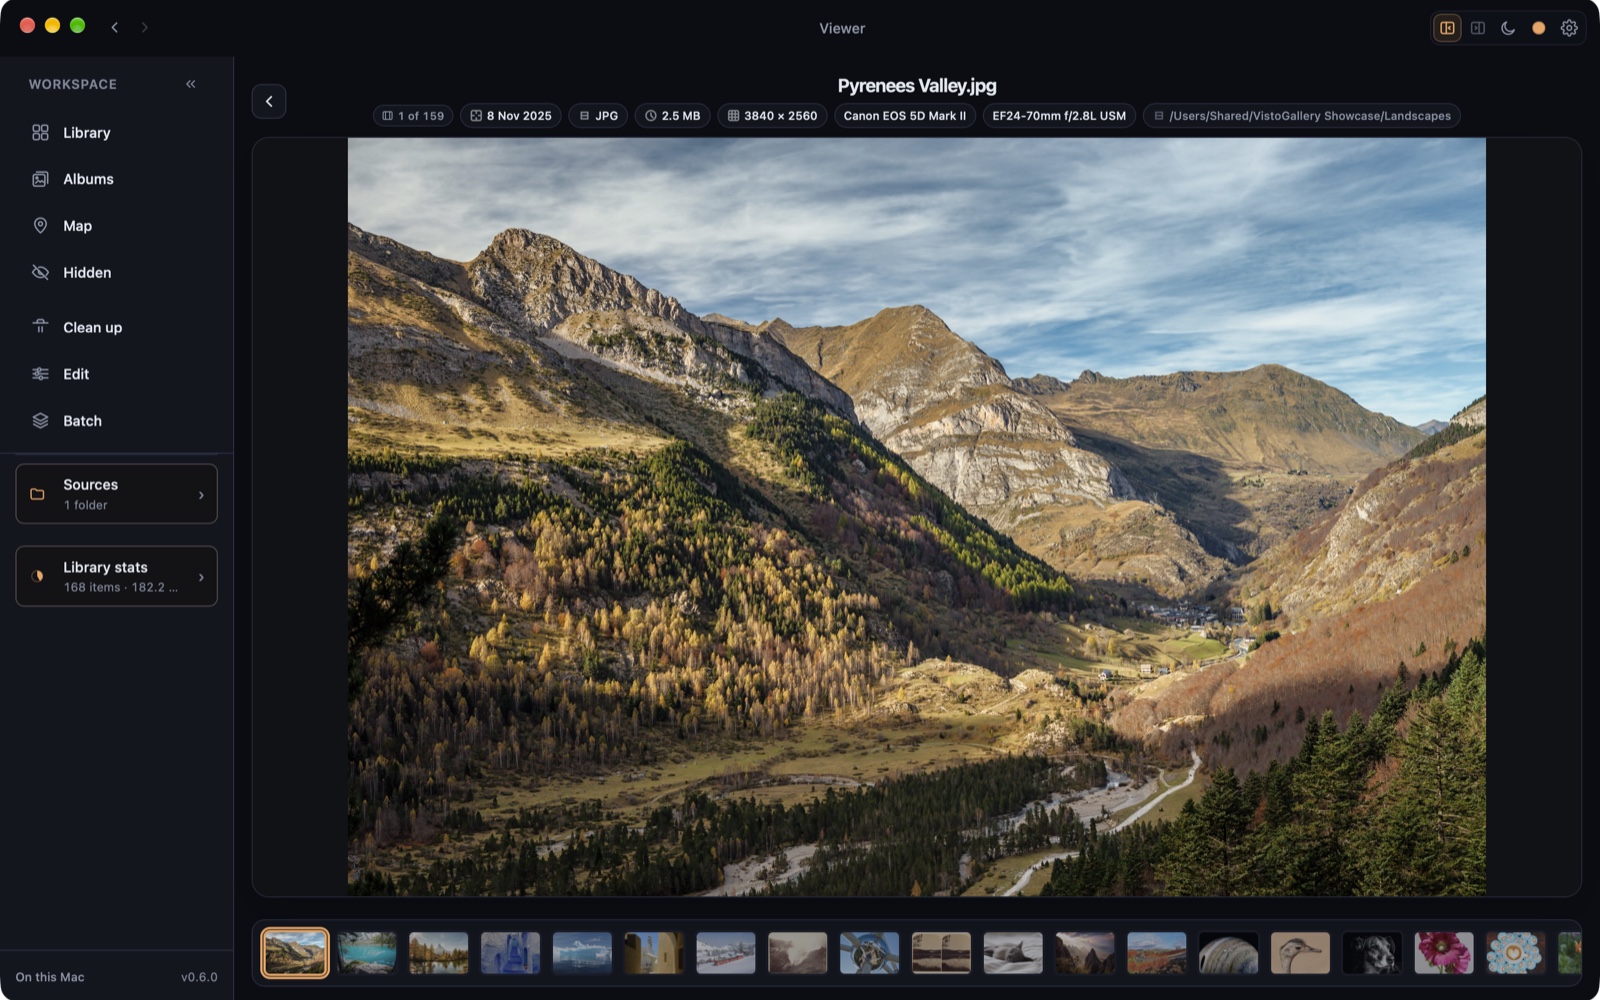 Viewer
WORKSPACE
Library
Albums
Map
Hidden
Clean up
Edit
Batch
Sources
1 folder
Library stats
168 items · 182.2 ...
On this Mac
v0.6.0
Pyrenees Valley.jpg
1 of 159
8 Nov 2025
JPG
2.5 MB
3840 × 2560
Canon EOS 5D Mark II
EF24-70mm f/2.8L USM
/Users/Shared/VistoGallery Showcase/Landscapes